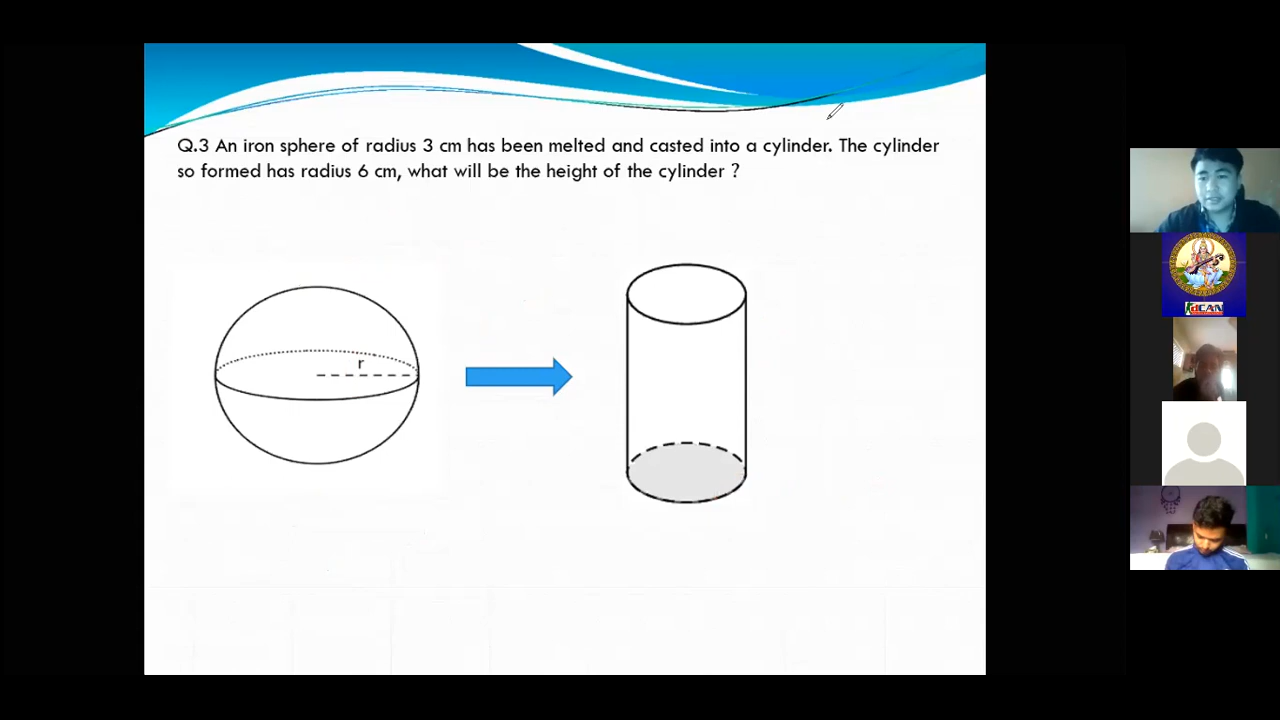 Q.3 An iron sphere of radius 3 cm has been melted and casted into a cylinder. The cylinder
so formed has radius 6 cm, what will be the height of the cylinder ?
r